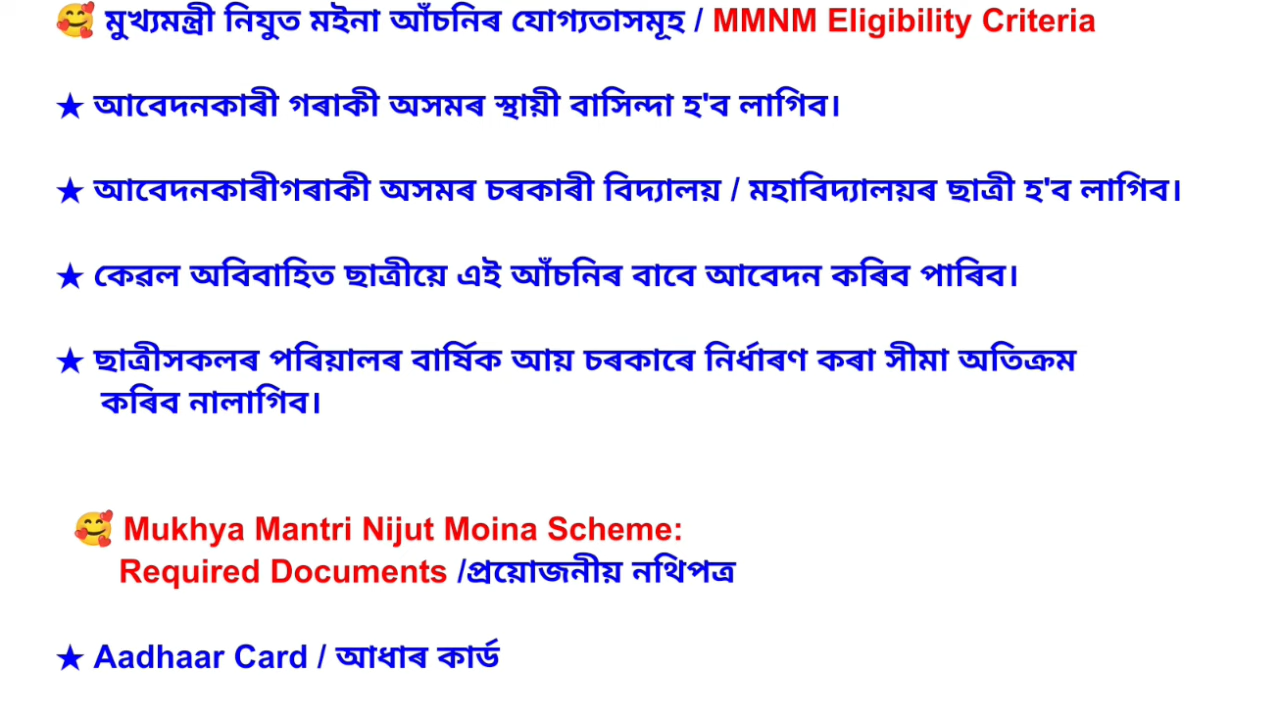 🥰 মুখ্যমন্ত্ৰী নিযুত মইনা আঁচনিৰ যোগ্যতাসমূহ / MMNM Eligibility Criteria
★ আবেদনকাৰী গৰাকী অসমৰ স্থায়ী বাসিন্দা হ'ব লাগিব।
★ আবেদনকাৰীগৰাকী অসমৰ চৰকাৰী বিদ্যালয় / মহাবিদ্যালয়ৰ ছাত্ৰী হ'ব লাগিব।
★ কেৱল অবিবাহিত ছাত্ৰীয়ে এই আঁচনিৰ বাবে আবেদন কৰিব পাৰিব।
★ ছাত্ৰীসকলৰ পৰিয়ালৰ বাৰ্ষিক আয় চৰকাৰে নিৰ্ধাৰণ কৰা সীমা অতিক্ৰম
কৰিব নালাগিব।
🥰 Mukhya Mantri Nijut Moina Scheme:
Required Documents /প্ৰয়োজনীয় নথিপত্ৰ
★ Aadhaar Card / আধাৰ কাৰ্ড